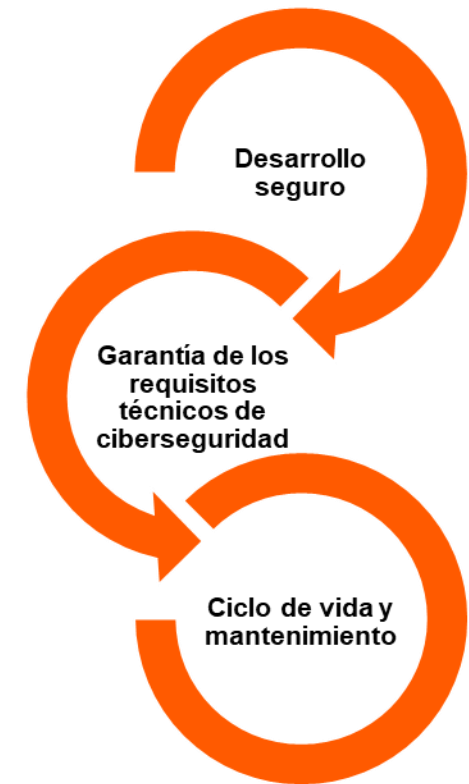 Desarrollo
seguro
Garantía de los
requisitos
técnicos de
ciberseguridad
Ciclo de vida y
mantenimiento